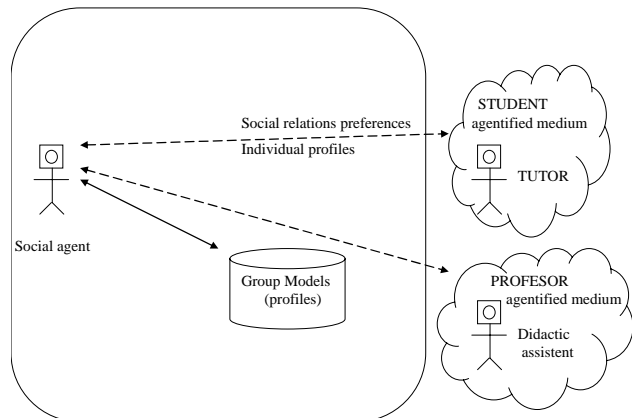 Social relations preferences
Individual profiles
STUDENT
agentified medium
TUTOR
Social agent
Group Models
(profiles)
PROFESOR
agentified medium
Didactic
assistent